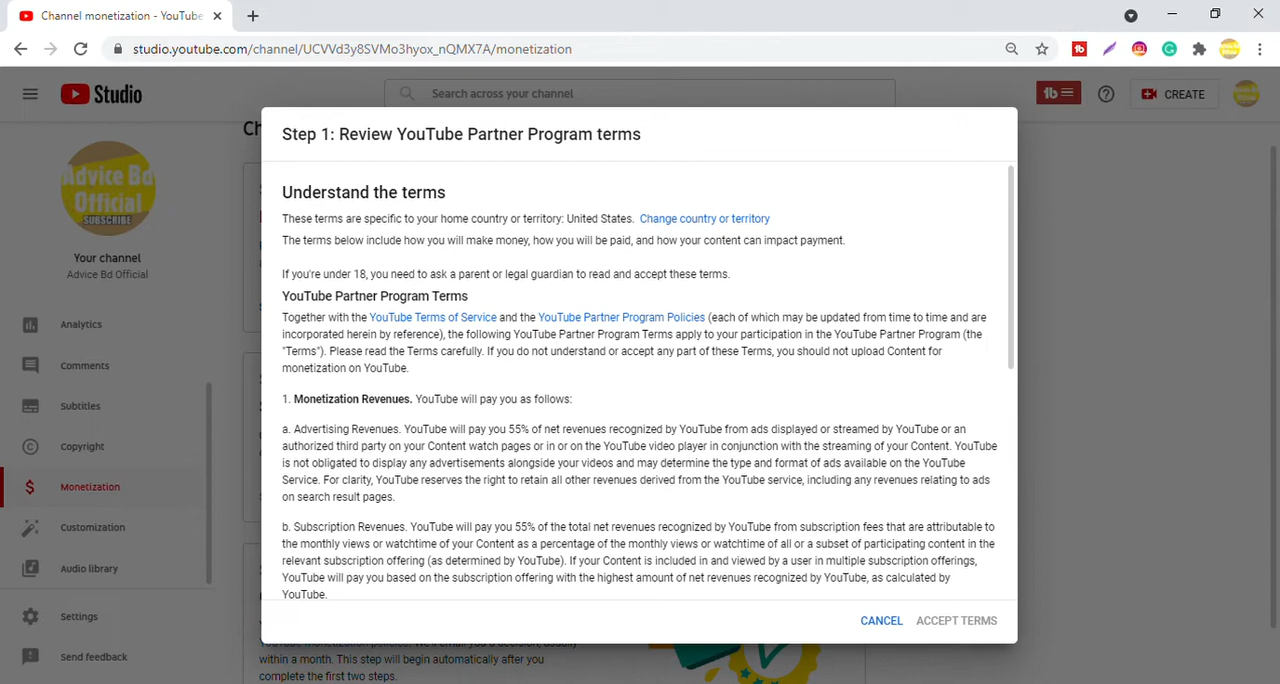 Channel monetization - YouTube
studio.youtube.com/channel/UCVVd3y8SVMo3hyox_nQMX7A/monetization
Studio
Search across your channel
CREATE
Advice Bd
Official
SUBSCRIBE
Your channel
Advice Bd Official
Analytics
Comments
Subtitles
Copyright
Monetization
Customization
Audio library
Settings
Send feedback
Step 1: Review YouTube Partner Program terms
Understand the terms
These terms are specific to your home country or territory: United States. Change country or territory
The terms below include how you will make money, how you will be paid, and how your content can impact payment.
If you're under 18, you need to ask a parent or legal guardian to read and accept these terms.
YouTube Partner Program Terms
Together with the YouTube Terms of Service and the YouTube Partner Program Policies (each of which may be updated from time to time and are
incorporated herein by reference), the following YouTube Partner Program Terms apply to your participation in the YouTube Partner Program (the
"Terms"). Please read the Terms carefully. If you do not understand or accept any part of these Terms, you should not upload Content for
monetization on YouTube.
1. Monetization Revenues. YouTube will pay you as follows:
a. Advertising Revenues. YouTube will pay you 55% of net revenues recognized by YouTube from ads displayed or streamed by YouTube or an
authorized third party on your Content watch pages or in or on the YouTube video player in conjunction with the streaming of your Content. YouTube
is not obligated to display any advertisements alongside your videos and may determine the type and format of ads available on the YouTube
Service. For clarity, YouTube reserves the right to retain all other revenues derived from the YouTube service, including any revenues relating to ads
on search result pages.
b. Subscription Revenues. YouTube will pay you 55% of the total net revenues recognized by YouTube from subscription fees that are attributable to
the monthly views or watchtime of your Content as a percentage of the monthly views or watchtime of all or a subset of participating content in the
relevant subscription offering (as determined by YouTube). If your Content is included in and viewed by a user in multiple subscription offerings,
YouTube will pay you based on the subscription offering with the highest amount of net revenues recognized by YouTube, as calculated by
YouTube.
CANCEL ACCEPT TERMS
within a month. This step will begin automatically after you
complete the first two steps.